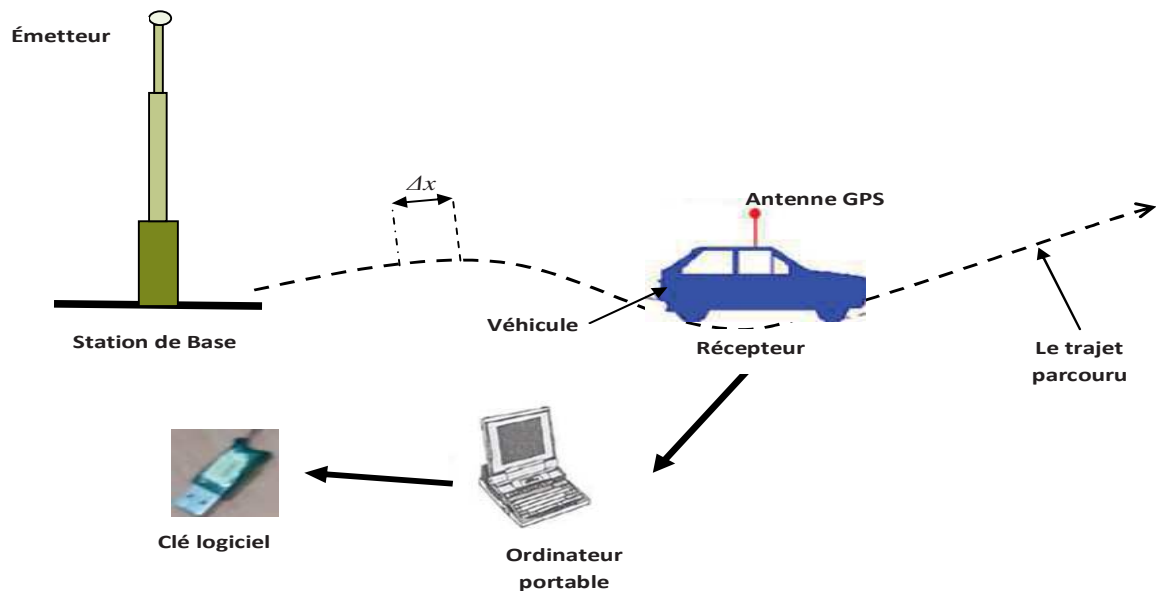 Émetteur
Δx
Antenne GPS
Véhicule
Station de Base
Récepteur
Le trajet
parcouru
Clé logiciel
Ordinateur
portable